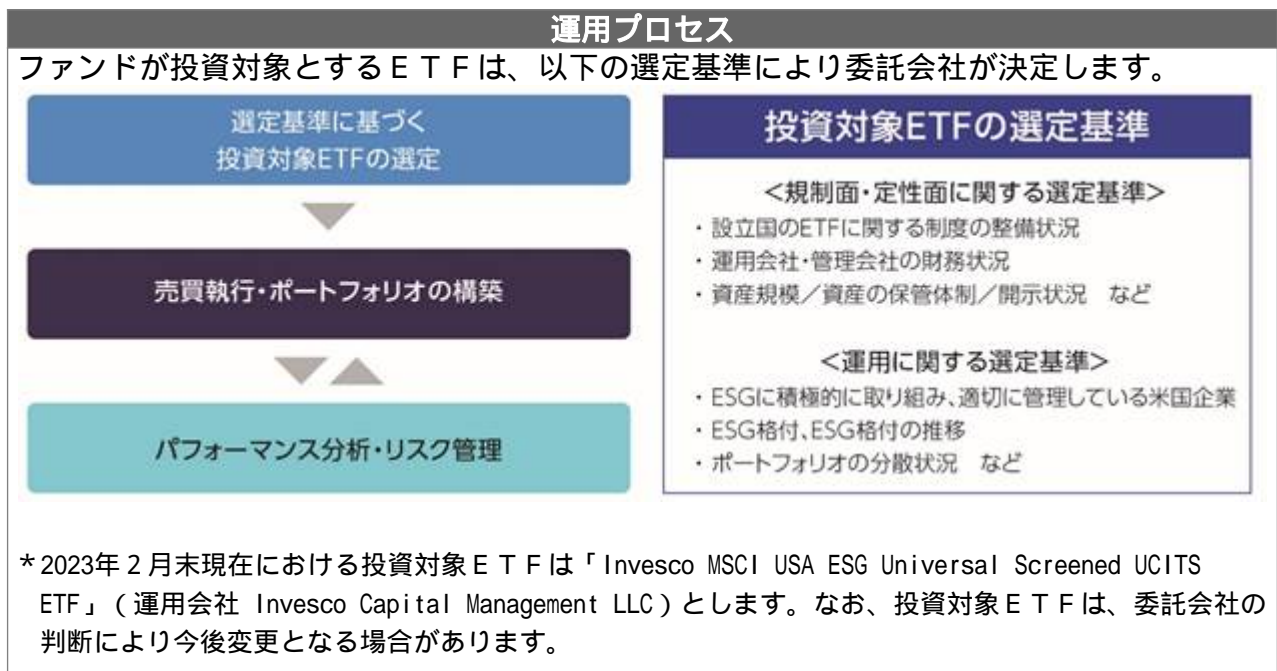 運用プロセス
ファンドが投資対象とするＥＴＦは、以下の選定基準により委託会社が決定します。
選定基準に基づく
投資対象ETFの選定
売買執行・ポートフォリオの構築
パフォーマンス分析・リスク管理
投資対象ETFの選定基準
＜規制面・定性面に関する選定基準＞
・設立国のETFに関する制度の整備状況
・運用会社・管理会社の財務状況
・資産規模／資産の保管体制／開示状況　など
＜運用に関する選定基準＞
・ESGに積極的に取り組み、適切に管理している米国企業
・ESG格付、ESG格付の推移
・ポートフォリオの分散状況　など
＊2023年２月末現在における投資対象ＥＴＦは「Invesco MSCI USA ESG Universal Screened UCITS
ETF」（運用会社 Invesco Capital Management LLC）とします。なお、投資対象ＥＴＦは、委託会社の
判断により今後変更となる場合があります。